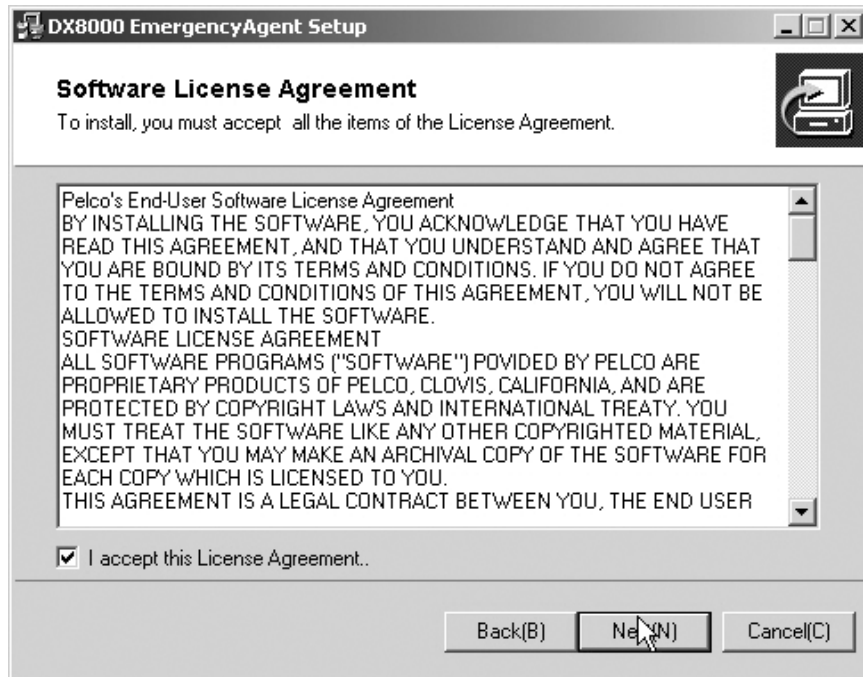 DX8000 EmergencyAgent Setup
Software License Agreement
To install, you must accept  all the items of the License Agreement.
Pelco's End-User Software License Agreement
BY INSTALLING THE SOFTWARE, YOU ACKNOWLEDGE THAT YOU HAVE
READ THIS AGREEMENT, AND THAT YOU UNDERSTAND AND AGREE THAT
YOU ARE BOUND BY ITS TERMS AND CONDITIONS. IF YOU DO NOT AGREE
TO THE TERMS AND CONDITIONS OF THIS AGREEMENT, YOU WILL NOT BE
ALLOWED TO INSTALL THE SOFTWARE.
SOFTWARE LICENSE AGREEMENT
ALL SOFTWARE PROGRAMS ("SOFTWARE") POVIDED BY PELCO ARE
PROPRIETARY PRODUCTS OF PELCO, CLOVIS, CALIFORNIA, AND ARE
PROTECTED BY COPYRIGHT LAWS AND INTERNATIONAL TREATY. YOU
MUST TREAT THE SOFTWARE LIKE ANY OTHER COPYRIGHTED MATERIAL,
EXCEPT THAT YOU MAY MAKE AN ARCHIVAL COPY OF THE SOFTWARE FOR
EACH COPY WHICH IS LICENSED TO YOU.
THIS AGREEMENT IS A LEGAL CONTRACT BETWEEN YOU, THE END USER
I accept this License Agreement..
Back(B) Next(N) Cancel(C)